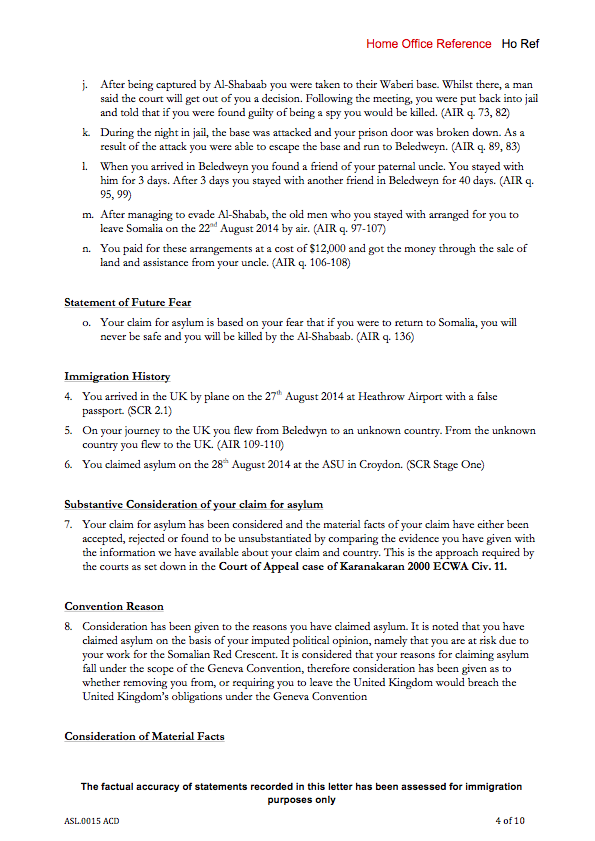 Home Office Reference Ho Ref
j. After being captured by Al-Shabaab you were taken to their Waberi base. Whilst there, a man
said the court will get out of you a decision. Following the meeting, you were put back into jail
and told that if you were found guilty of being a spy you would be killed. (AIR q. 73, 82)
k. During the night in jail, the base was attacked and your prison door was broken down. As a
result of the attack you were able to escape the base and run to Beledweyn. (AIR q. 89, 83)
l. When you arrived in Beledweyn you found a friend of your paternal uncle. You stayed with
him for 3 days. After 3 days you stayed with another friend in Beledweyn for 40 days. (AIR q.
95, 99)
m. After managing to evade Al-Shabab, the old men who you stayed with arranged for you to
leave Somalia on the 22nd August 2014 by air. (AIR q. 97-107)
n. You paid for these arrangements at a cost of $12,000 and got the money through the sale of
land and assistance from your uncle. (AIR q. 106-108)
Statement of Future Fear
o. Your claim for asylum is based on your fear that if you were to return to Somalia, you will
never be safe and you will be killed by the Al-Shabaab. (AIR q. 136)
Immigration History
4. You arrived in the UK by plane on the 27th August 2014 at Heathrow Airport with a false
passport. (SCR 2.1)
5. On your journey to the UK you flew from Beledwyn to an unknown country. From the unknown
country you flew to the UK. (AIR 109-110)
6. You claimed asylum on the 28th August 2014 at the ASU in Croydon. (SCR Stage One)
Substantive Consideration of your claim for asylum
7. Your claim for asylum has been considered and the material facts of your claim have either been
accepted, rejected or found to be unsubstantiated by comparing the evidence you have given with
the information we have available about your claim and country. This is the approach required by
the courts as set down in the Court of Appeal case of Karanakaran 2000 ECWA Civ. 11.
Convention Reason
8. Consideration has been given to the reasons you have claimed asylum. It is noted that you have
claimed asylum on the basis of your imputed political opinion, namely that you are at risk due to
your work for the Somalian Red Crescent. It is considered that your reasons for claiming asylum
fall under the scope of the Geneva Convention, therefore consideration has been given as to
whether removing you from, or requiring you to leave the United Kingdom would breach the
United Kingdom's obligations under the Geneva Convention
Consideration of Material Facts
The factual accuracy of statements recorded in this letter has been assessed for immigration
purposes only
ASL.0015 ACD 4 of 10